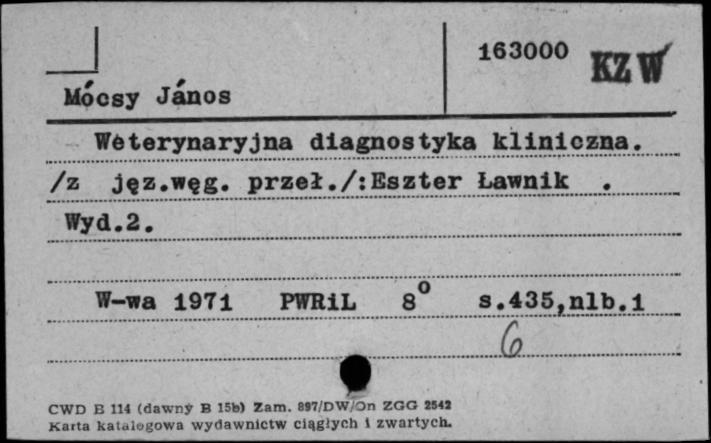 163000 KZ W
Mócsy János
Weterynaryjna diagnostyka kliniczna.
/z jęz.węg. przeł./:Eszter Ławnik .
Wyd.2.
W-wa 1971 PWRiL 8° s.435,nlb.1
6
CWD B 114 (dawny B 15b) Zam. 897/DW/On ZGG 2542
Karta katalogowa wydawnictw ciągłych i zwartych.